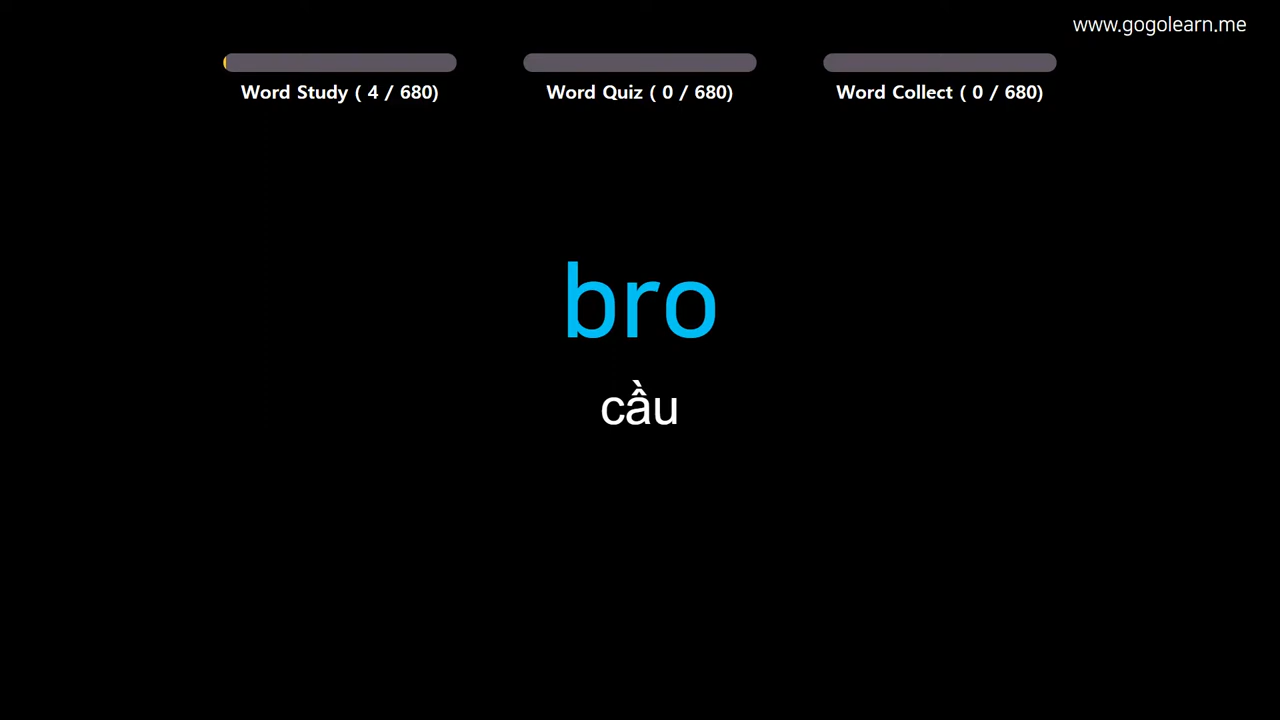 www.gogolearn.me
Word Study ( 4 / 680)
Word Quiz ( 0 / 680)
Word Collect ( 0 / 680)
bro
cầu